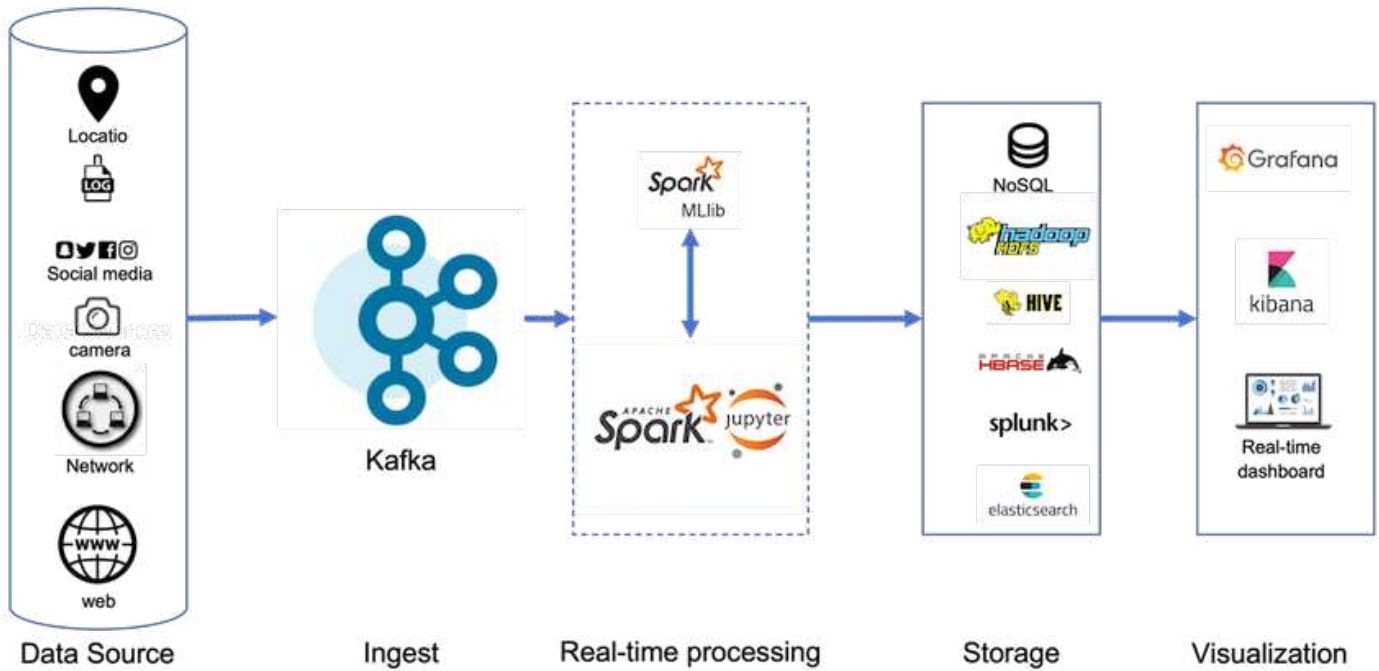 Locatio
LOG
Social media
camera
Network
WWW
web
Data Source
Kafka
Ingest
Spark
MLlib
APACHE
Spark
jupyter
Real-time processing
NoSQL
hadoop
HDFS
HIVE
APACHE
HBASE
splunk>
elasticsearch
Storage
Grafana
kibana
Real-time
dashboard
Visualization